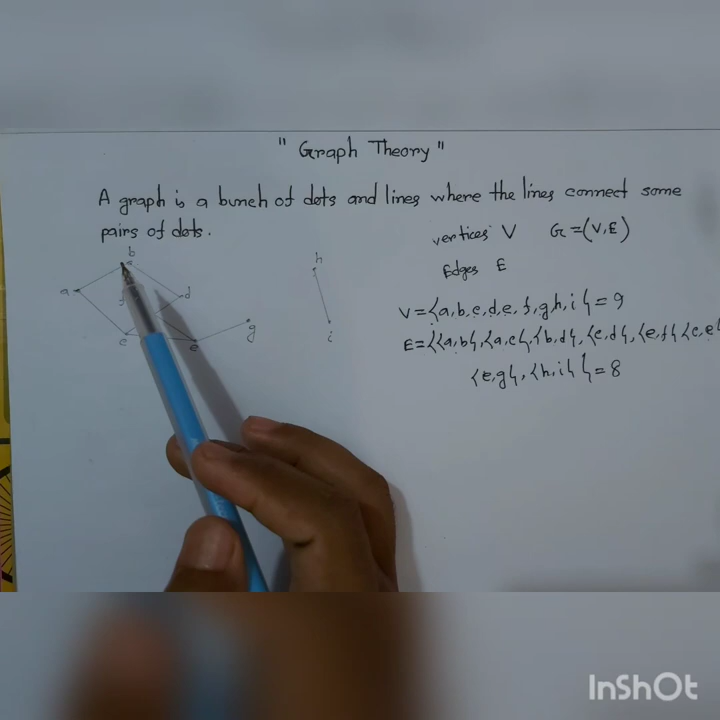 " Graph Theory "
A graph is a bunch of dots and lines where the lines connect some
pairs of dots.
vertices V G=(V,E)
Edges E
V={a,b,c,d,e,f,g,h,i}=9
E={{a,b},{a,c},{b,d},{c,d},{e,f},{c,e}
{e,g},{h,i}}=8
b
h
a
f
d
c
e
g
i
InShOt